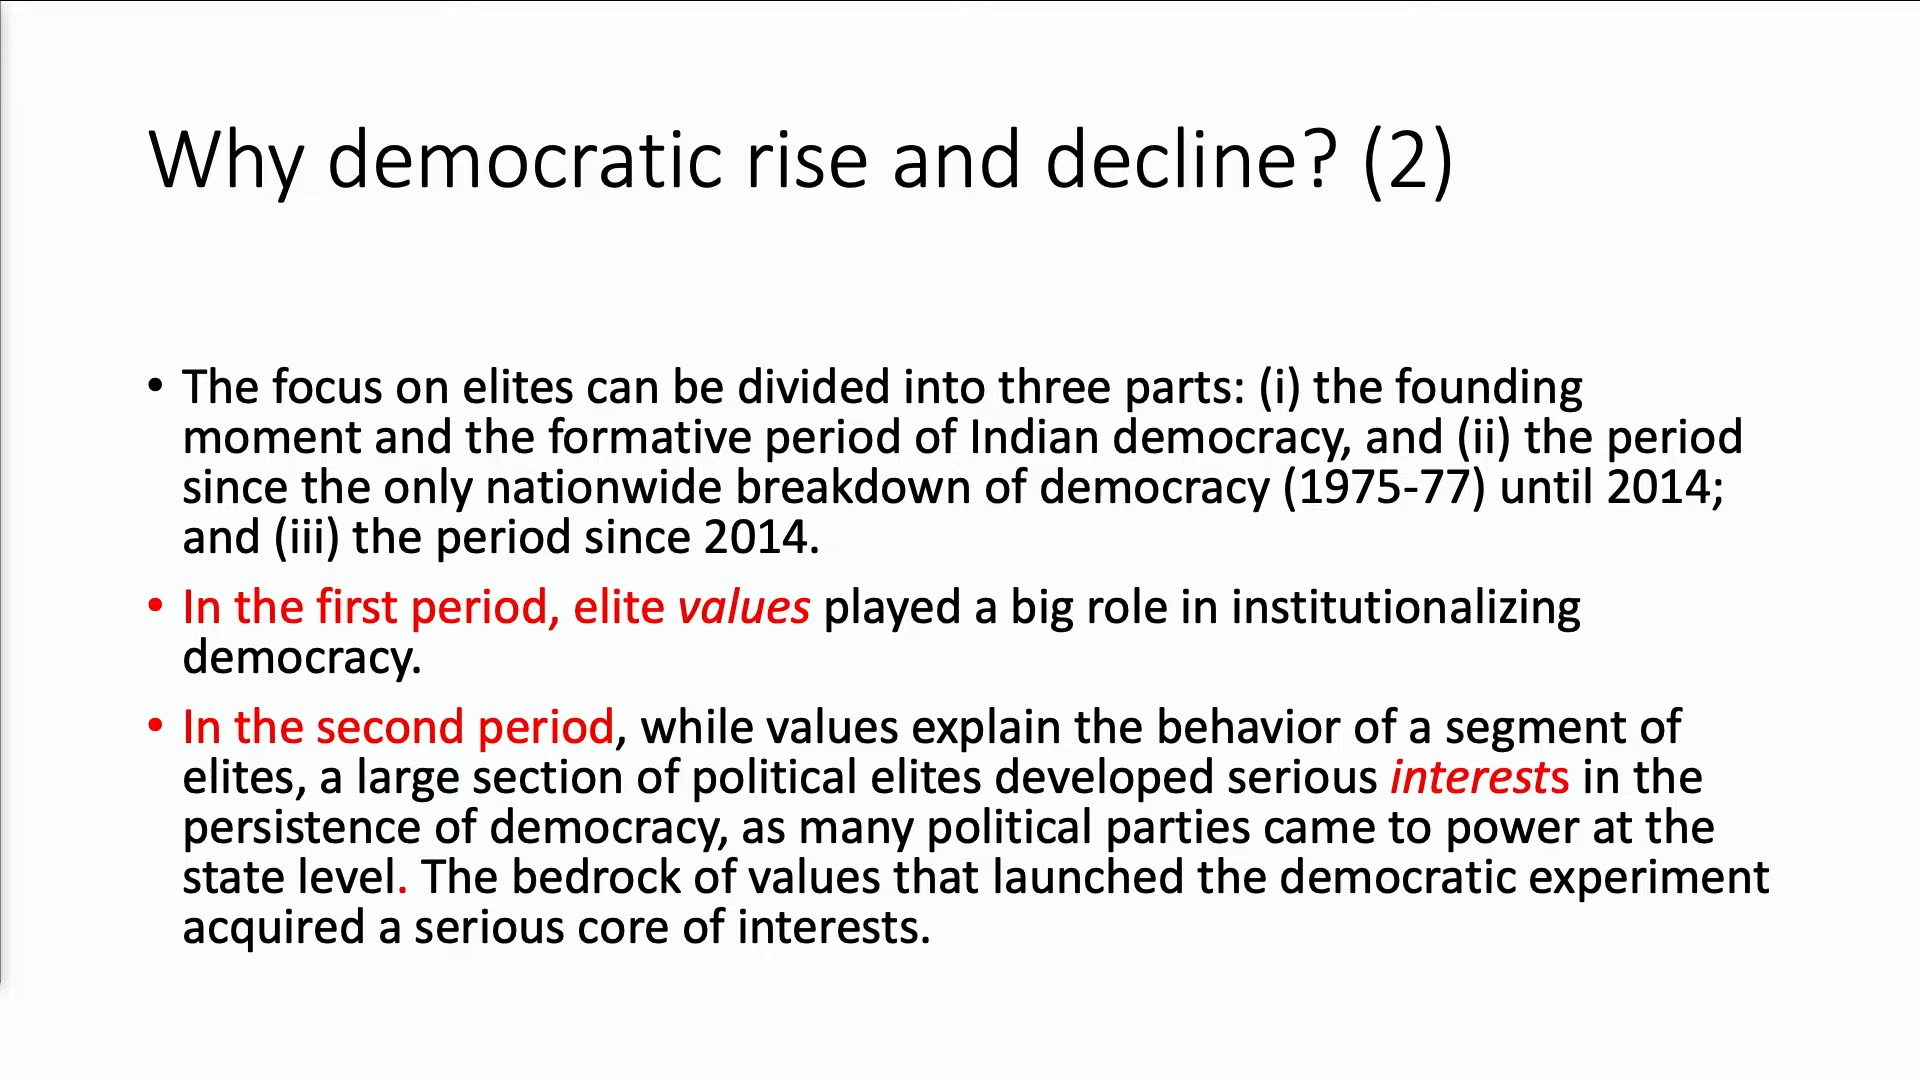 Why democratic rise and decline? (2)
• The focus on elites can be divided into three parts: (i) the founding
moment and the formative period of Indian democracy, and (ii) the period
since the only nationwide breakdown of democracy (1975-77) until 2014;
and (iii) the period since 2014.
• In the first period, elite values played a big role in institutionalizing
democracy.
• In the second period, while values explain the behavior of a segment of
elites, a large section of political elites developed serious interests in the
persistence of democracy, as many political parties came to power at the
state level. The bedrock of values that launched the democratic experiment
acquired a serious core of interests.